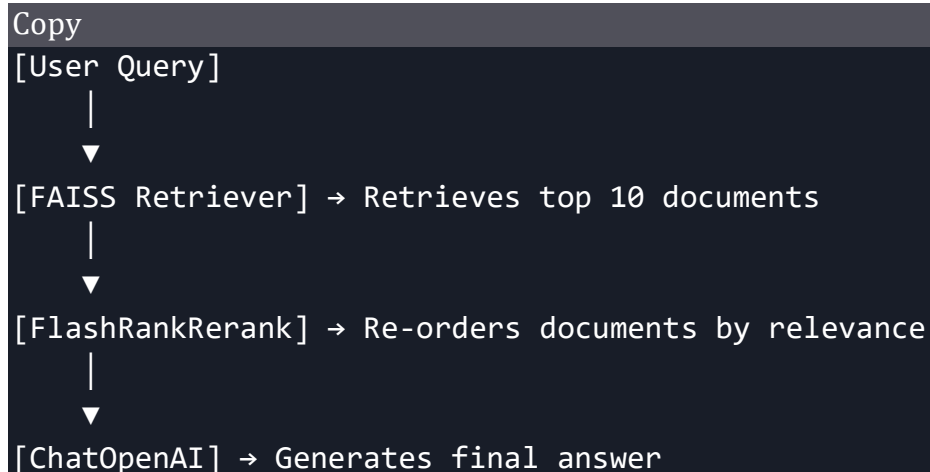 Copy
[User Query]
│
▼
[FAISS Retriever] → Retrieves top 10 documents
│
▼
[FlashRankRerank] → Re-orders documents by relevance
│
▼
[ChatOpenAI] → Generates final answer